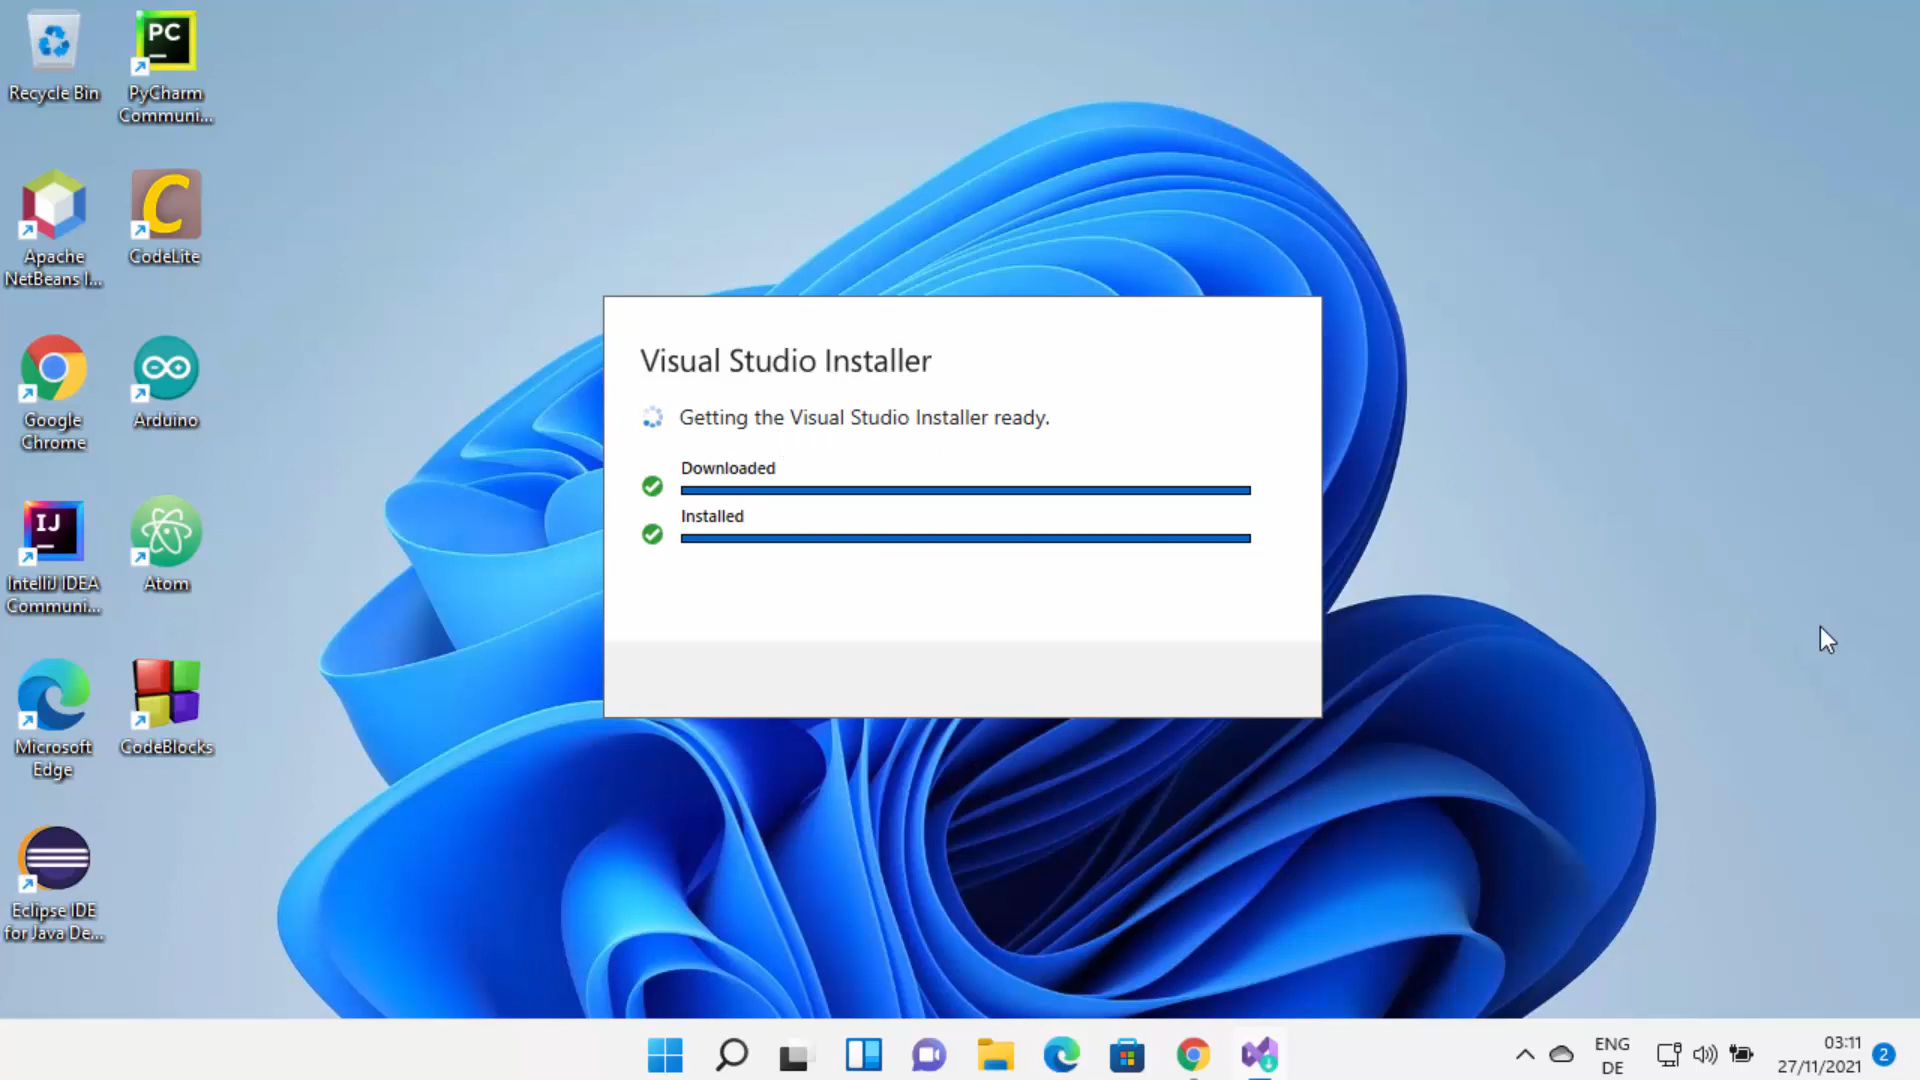 Recycle Bin
PC
PyCharm
Communi...
Apache
NetBeans I...
C
CodeLite
Google
Chrome
Arduino
IJ
IntelliJ IDEA
Communi...
Atom
Microsoft
Edge
CodeBlocks
Eclipse IDE
for Java De...
Visual Studio Installer
Getting the Visual Studio Installer ready.
Downloaded
Installed
ENG
DE
03:11
27/11/2021
2